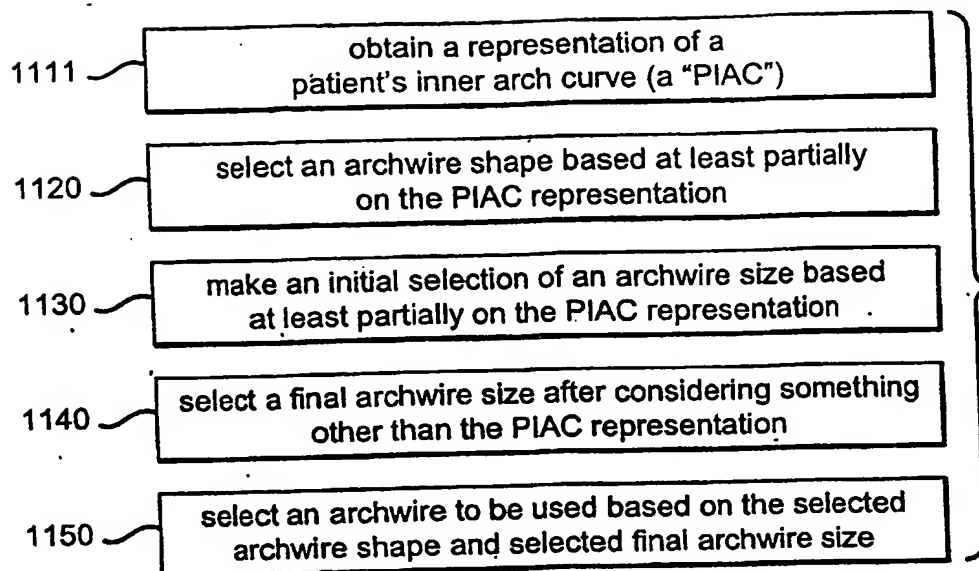 1111
obtain a representation of a
patient's inner arch curve (a "PIAC")
1120
select an archwire shape based at least partially
on the PIAC representation
1130
make an initial selection of an archwire size based
at least partially on the PIAC representation
1140
select a final archwire size after considering something
other than the PIAC representation
1150
select an archwire to be used based on the selected
archwire shape and selected final archwire size